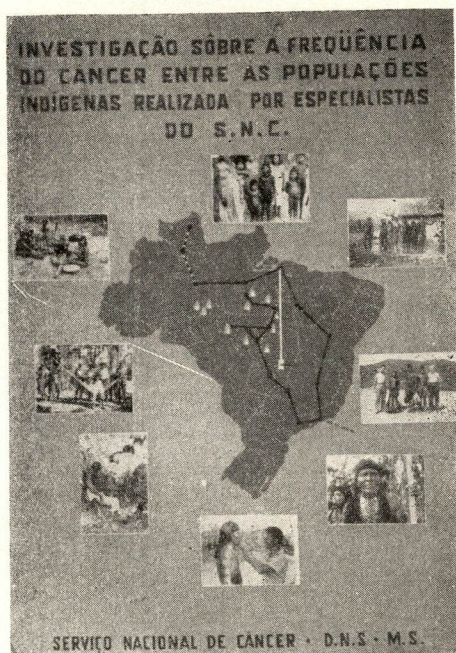 INVESTIGAÇÃO SÔBRE A FREQÜÊNCIA
DO CANCER ENTRE AS POPULAÇÕES
INDÍGENAS REALIZADA POR ESPECIALISTAS
DO S.N.C.
SERVIÇO NACIONAL DE CANCER · D.N.S · M.S.